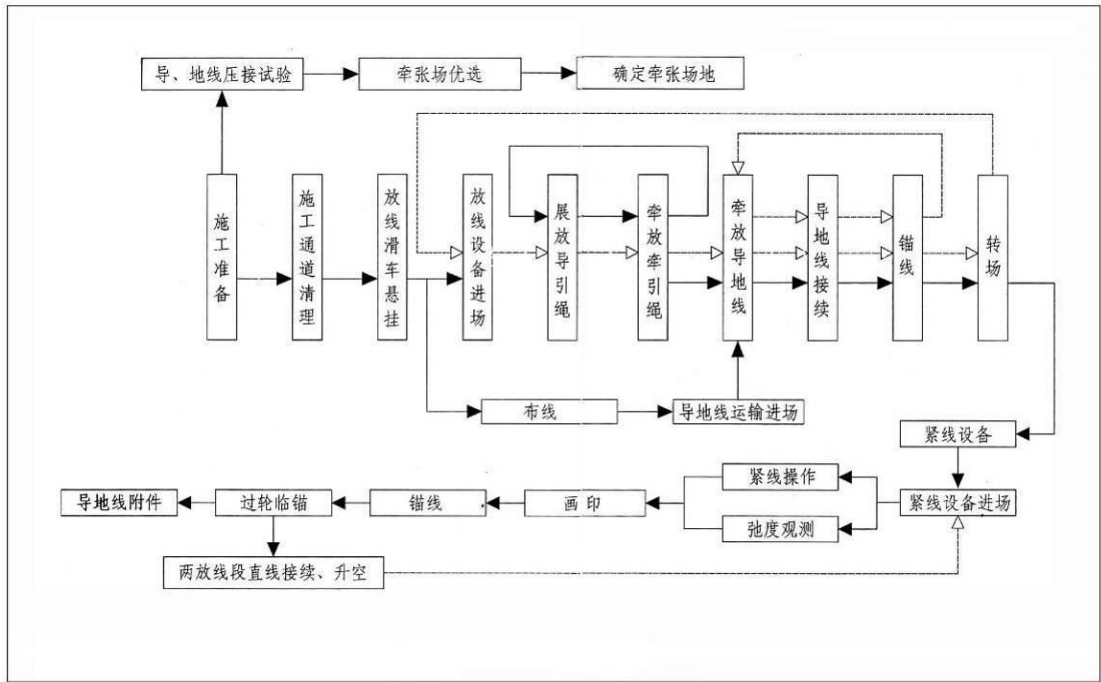 导、地线压接试验
牵张场优选
确定牵张场地
施工准备
施工通道清理
放线滑车悬挂
放线设备进场
展放导引绳
牵放牵引绳
牵放导地线
导地线接续
锚线
转场
布线
导地线运输进场
紧线设备
紧线操作
导地线附件
过轮临锚
锚线
画印
紧线设备进场
弛度观测
两放线段直线接续、升空